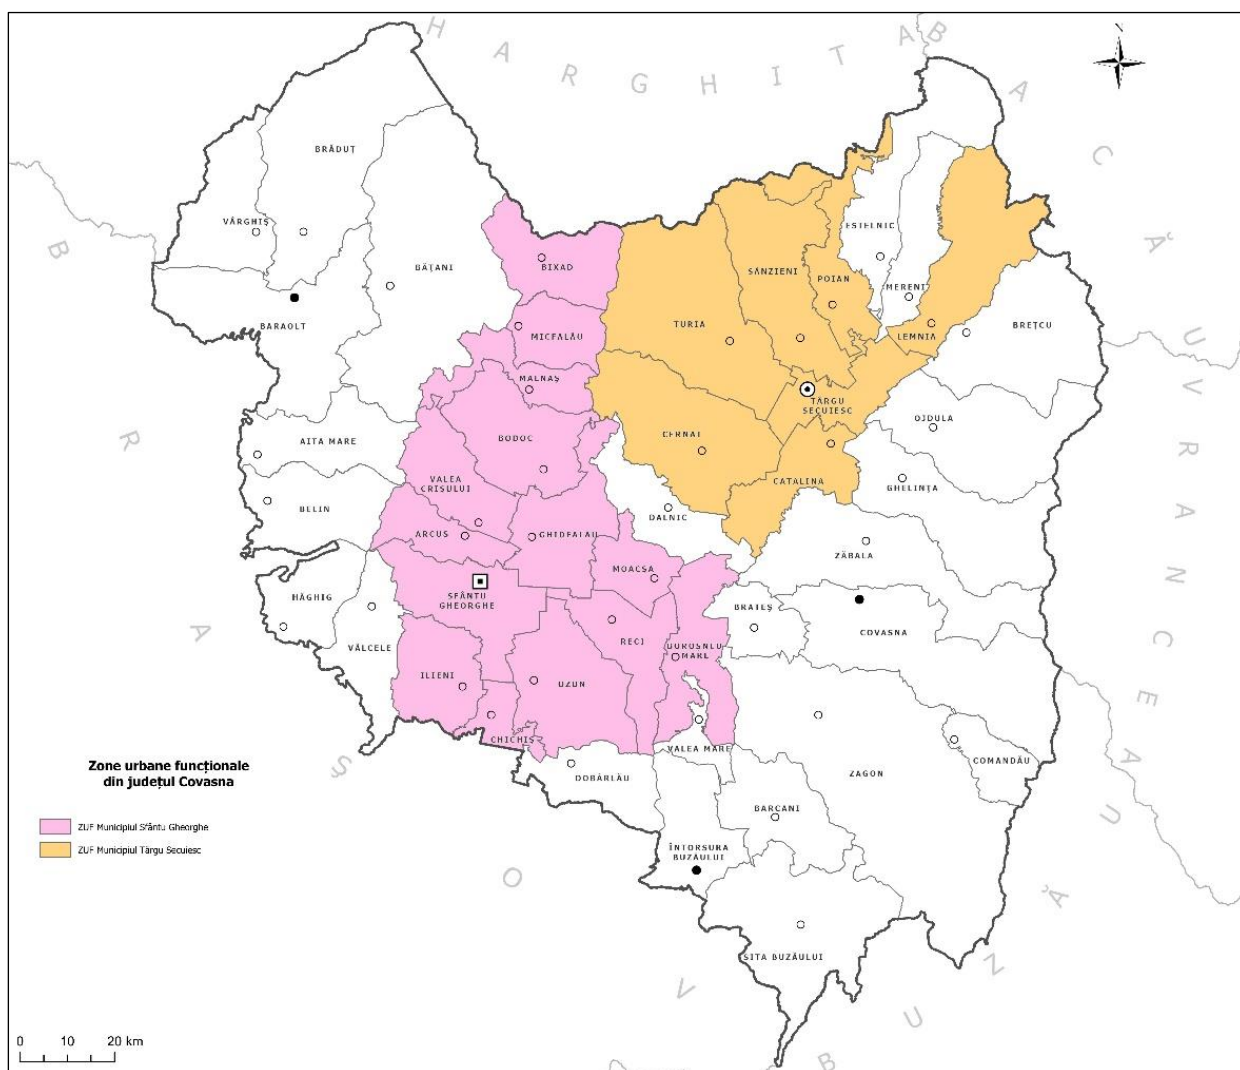 HARGHITA
BACĂU
VRANCEA
BUZĂU
BRAȘOV
N
BRĂDUȚ
VÂRGHIȘ
BĂȚANI
BARAOLT
BIXAD
MICFALĂU
MALNAȘ
TURIA
SÂNZIENI
POIAN
ESTELNIC
MERENI
LEMNIA
BREȚCU
TÂRGU
SECUIESC
OJDULA
AITA MARE
BODOC
CERNAT
CATALINA
GHELINȚA
VALEA
CRIȘULUI
BELIN
DALNIC
ARCUȘ
GHIDFALĂU
ZĂBALA
MOACȘA
HĂGHIG
SFÂNTU
GHEORGHE
BRATEȘ
COVASNA
VÂLCELE
RECI
BOROȘNEU
MARE
ILIENI
UZUN
CHICHIȘ
VALEA MARE
COMANDĂU
DOBÂRLĂU
ZAGON
BARCANI
ÎNTORSURA
BUZĂULUI
SITA BUZĂULUI
Zone urbane funcționale
din județul Covasna
ZUF Municipiul Sfântu Gheorghe
ZUF Municipiul Târgu Secuiesc
0 10 20 km